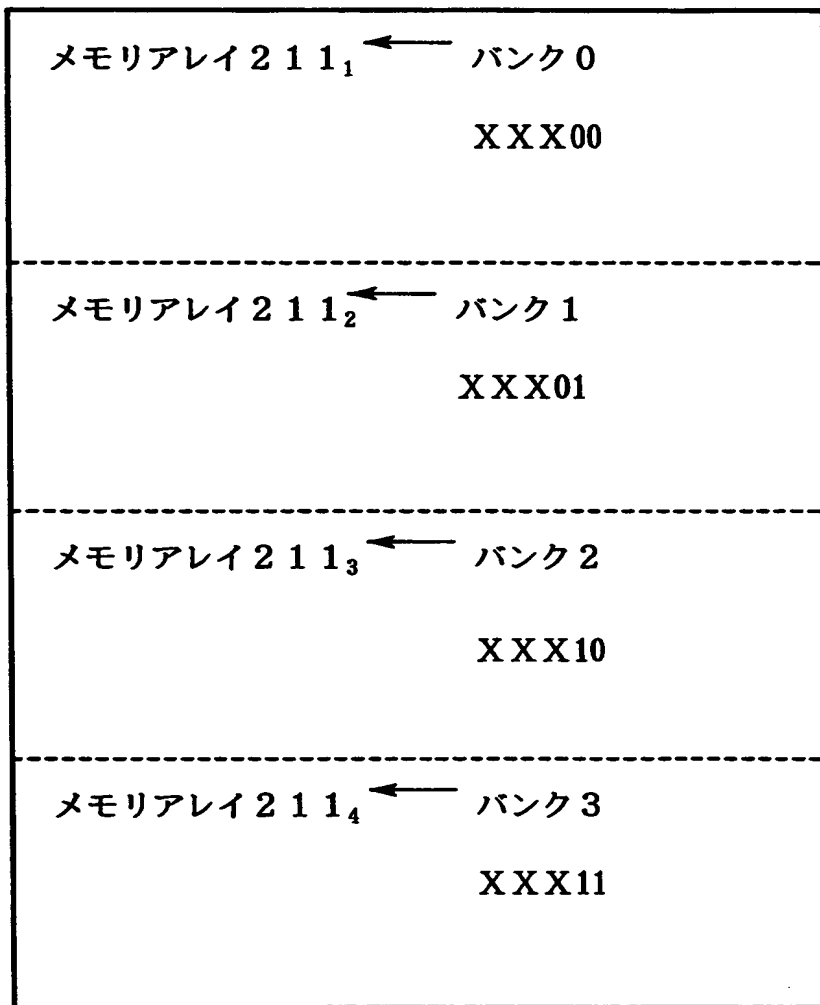 メモリアレイ２１１₁ ← バンク０
ＸＸＸ00
メモリアレイ２１１₂ ← バンク１
ＸＸＸ01
メモリアレイ２１１₃ ← バンク２
ＸＸＸ10
メモリアレイ２１１₄ ← バンク３
ＸＸＸ11